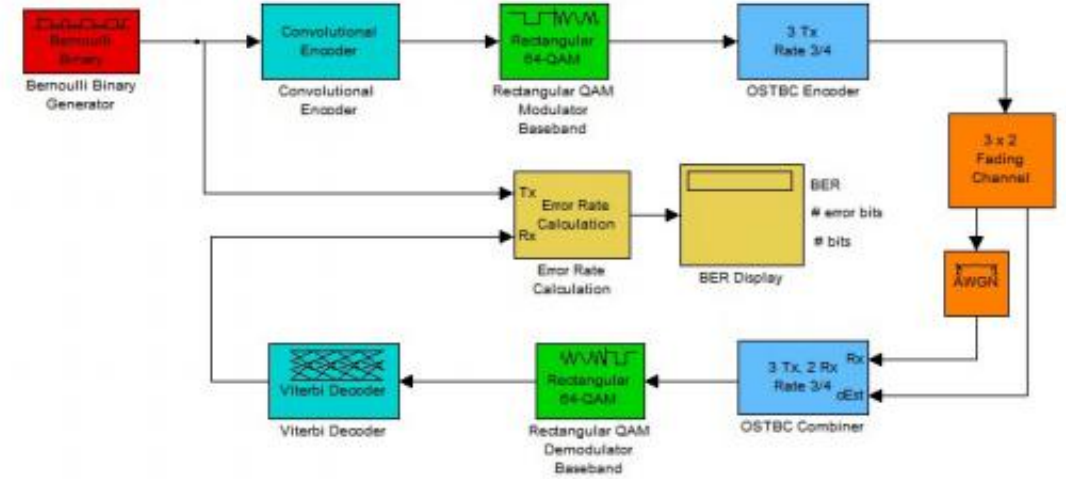 Bernoulli
Binary
Bernoulli Binary
Generator
Convolutional
Encoder
Convolutional
Encoder
Rectangular
64-QAM
Rectangular QAM
Modulator
Baseband
3 Tx
Rate 3/4
OSTBC Encoder
3 x 2
Fading
Channel
Tx
Error Rate
Calculation
Rx
Error Rate
Calculation
BER
# error bits
# bits
BER Display
AWGN
Viterbi Decoder
Viterbi Decoder
Rectangular
64-QAM
Rectangular QAM
Demodulator
Baseband
Rx
3 Tx, 2 Rx
Rate 3/4
cEst
OSTBC Combiner